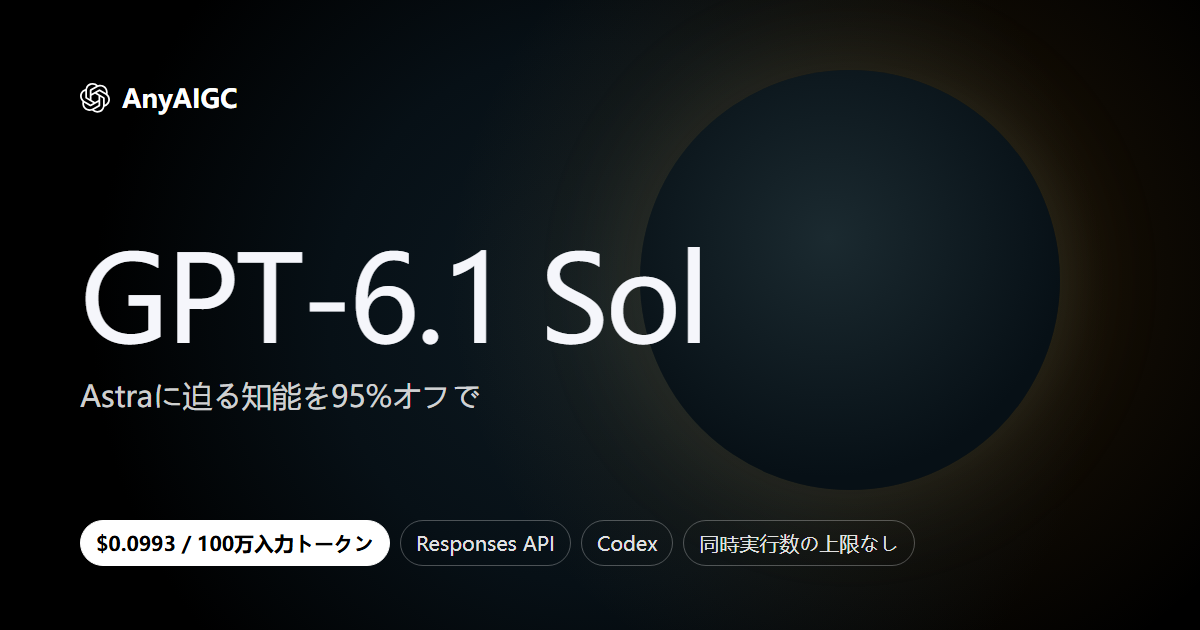 AnyAIGC
GPT-6.1 Sol
Astraに迫る知能を95%オフで
$0.0993 / 100万入力トークン
Responses API
Codex
同時実行数の上限なし